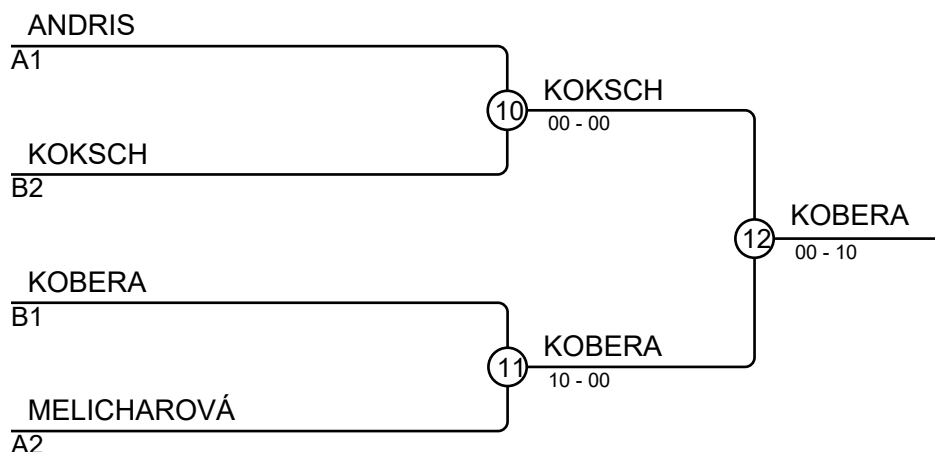 ANDRIS
A1
10
KOKSCH
00 - 00
KOKSCH
B2
12
KOBERA
00 - 10
KOBERA
B1
11
KOBERA
10 - 00
MELICHAROVÁ
A2